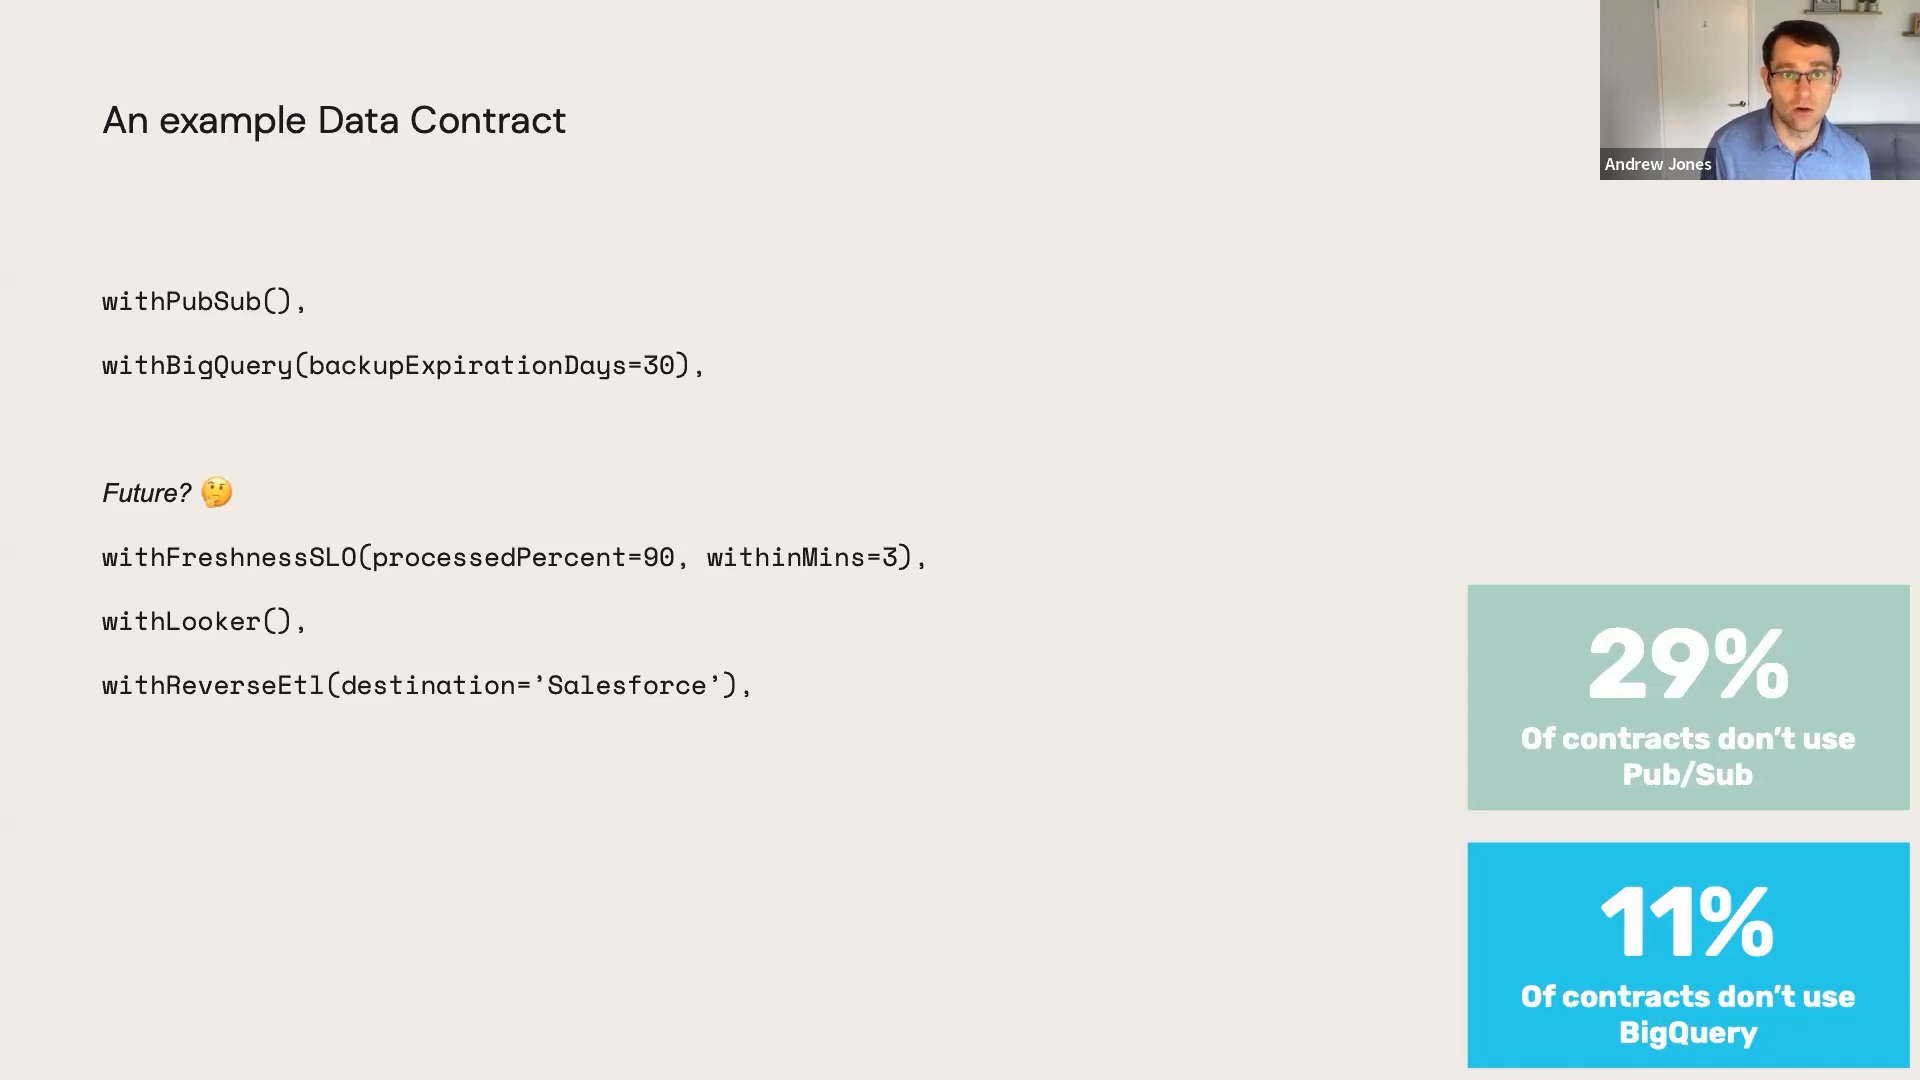 An example Data Contract
Andrew Jones
withPubSub(),
withBigQuery(backupExpirationDays=30),
Future? 🤔
withFreshnessSLO(processedPercent=90, withinMins=3),
withLooker(),
withReverseEtl(destination=’Salesforce’),
29%
Of contracts don’t use
Pub/Sub
11%
Of contracts don’t use
BigQuery